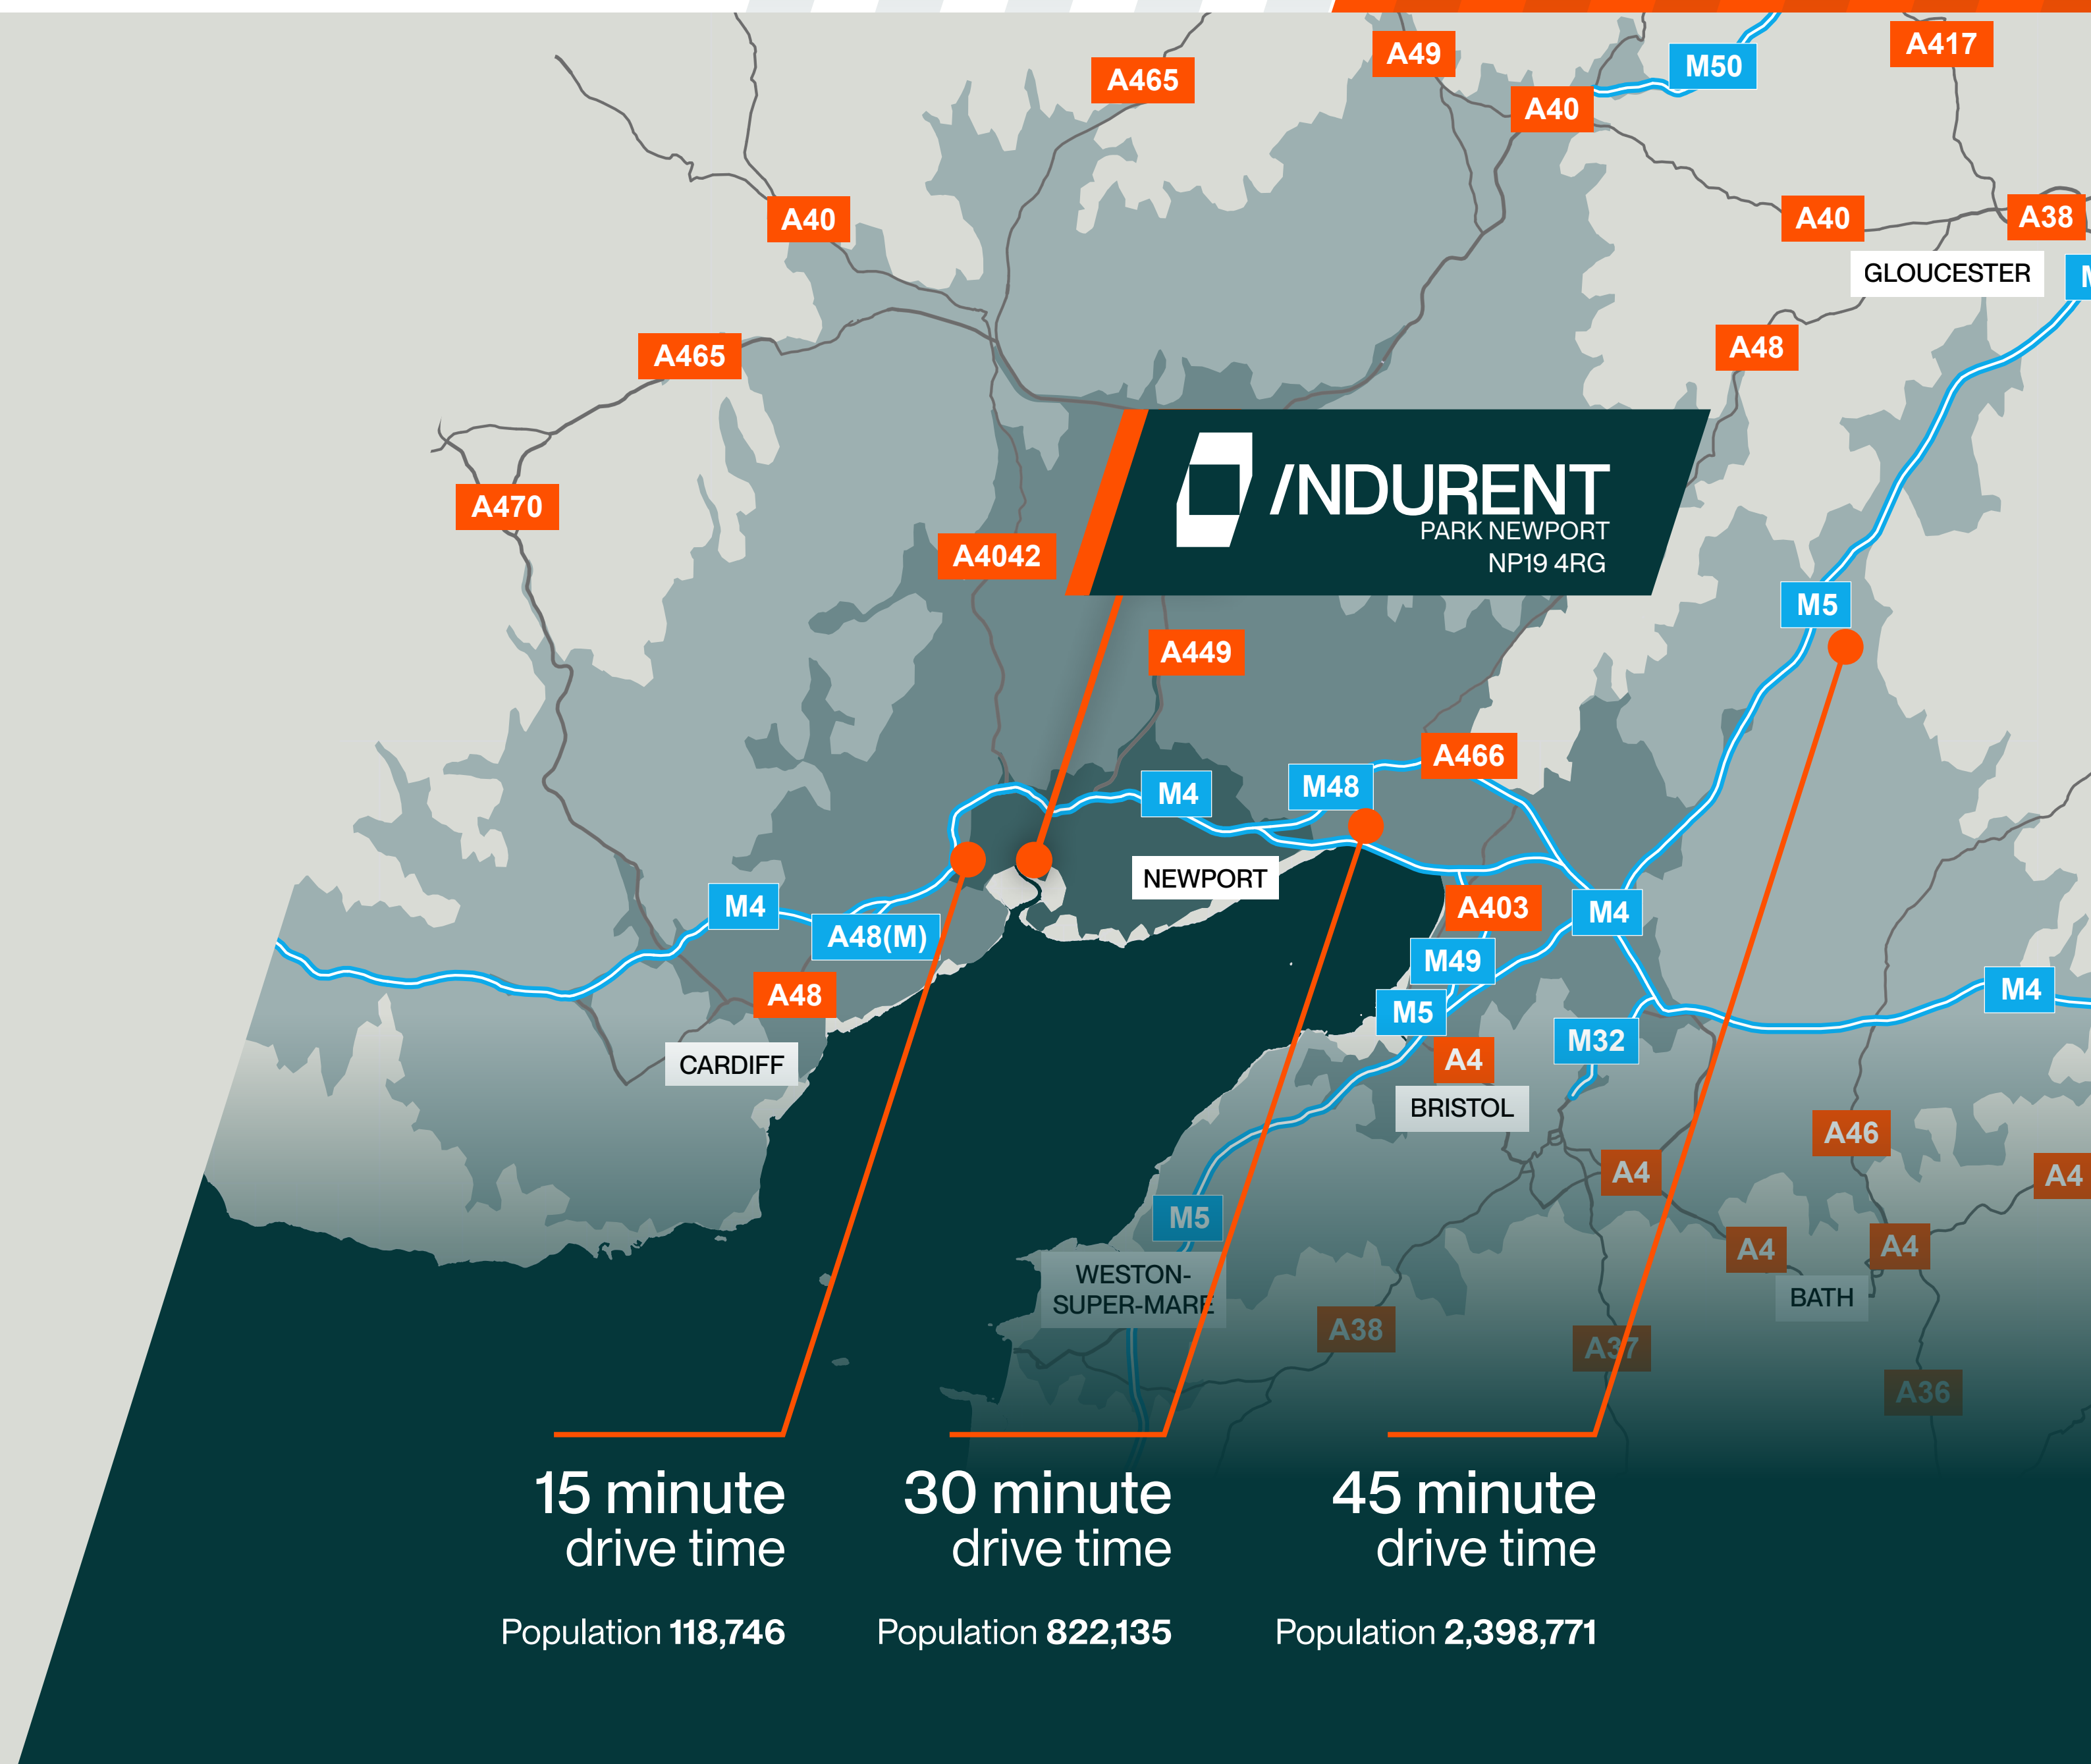 A417
A49
M50
A465
A40
A40
A40
A38
GLOUCESTER
A48
A465
INDURENT
PARK NEWPORT
NP19 4RG
A470
A4042
M5
A449
A466
M48
M4
NEWPORT
M4
A403
M4
A48(M)
M49
M4
A48
M5
M32
CARDIFF
A4
BRISTOL
A46
A4
A4
M5
A4
A4
WESTON-
SUPER-MARE
BATH
A38
A37
A36
15 minute
drive time
Population 118,746
30 minute
drive time
Population 822,135
45 minute
drive time
Population 2,398,771